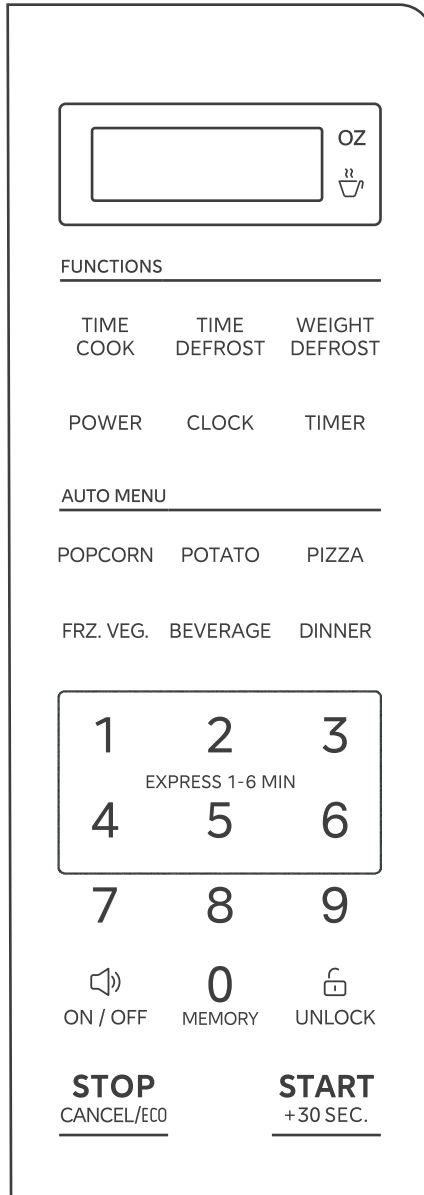 OZ
FUNCTIONS
TIME COOK
TIME DEFROST
WEIGHT DEFROST
POWER CLOCK TIMER
AUTO MENU
POPCORN POTATO PIZZA
FRZ. VEG. BEVERAGE DINNER
1 2 3
EXPRESS 1-6 MIN
4 5 6
7 8 9
0
ON / OFF MEMORY UNLOCK
STOP START
CANCEL/ECO +30 SEC.